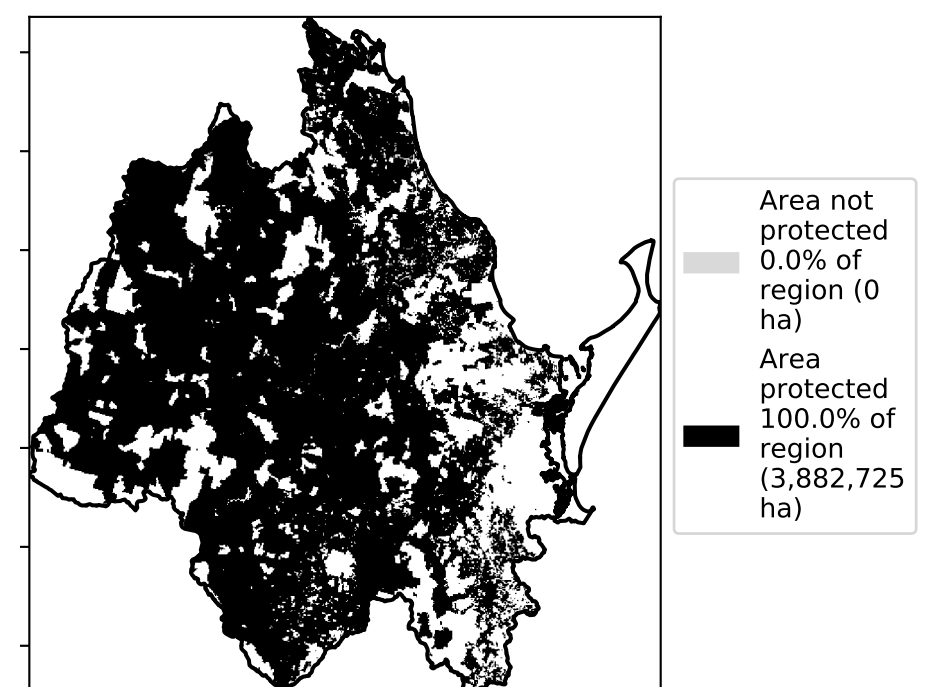 Area not
protected
0.0% of
region (0
ha)
Area
protected
100.0% of
region
(3,882,725
ha)